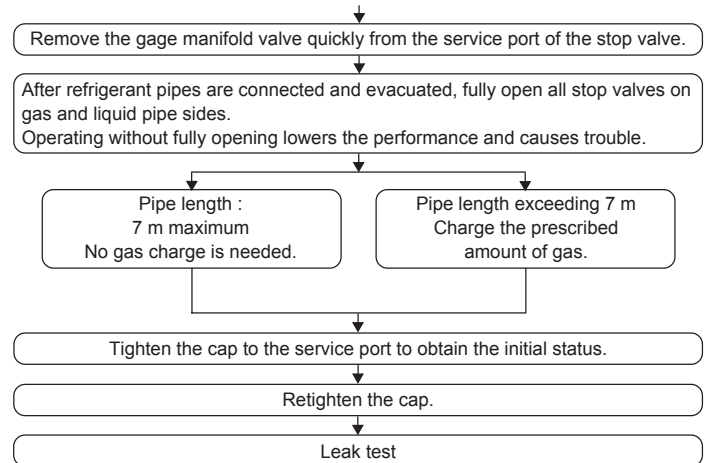 Remove the gage manifold valve quickly from the service port of the stop valve.
After refrigerant pipes are connected and evacuated, fully open all stop valves on
gas and liquid pipe sides.
Operating without fully opening lowers the performance and causes trouble.
Pipe length :
7 m maximum
No gas charge is needed.
Pipe length exceeding 7 m
Charge the prescribed
amount of gas.
Tighten the cap to the service port to obtain the initial status.
Retighten the cap.
Leak test